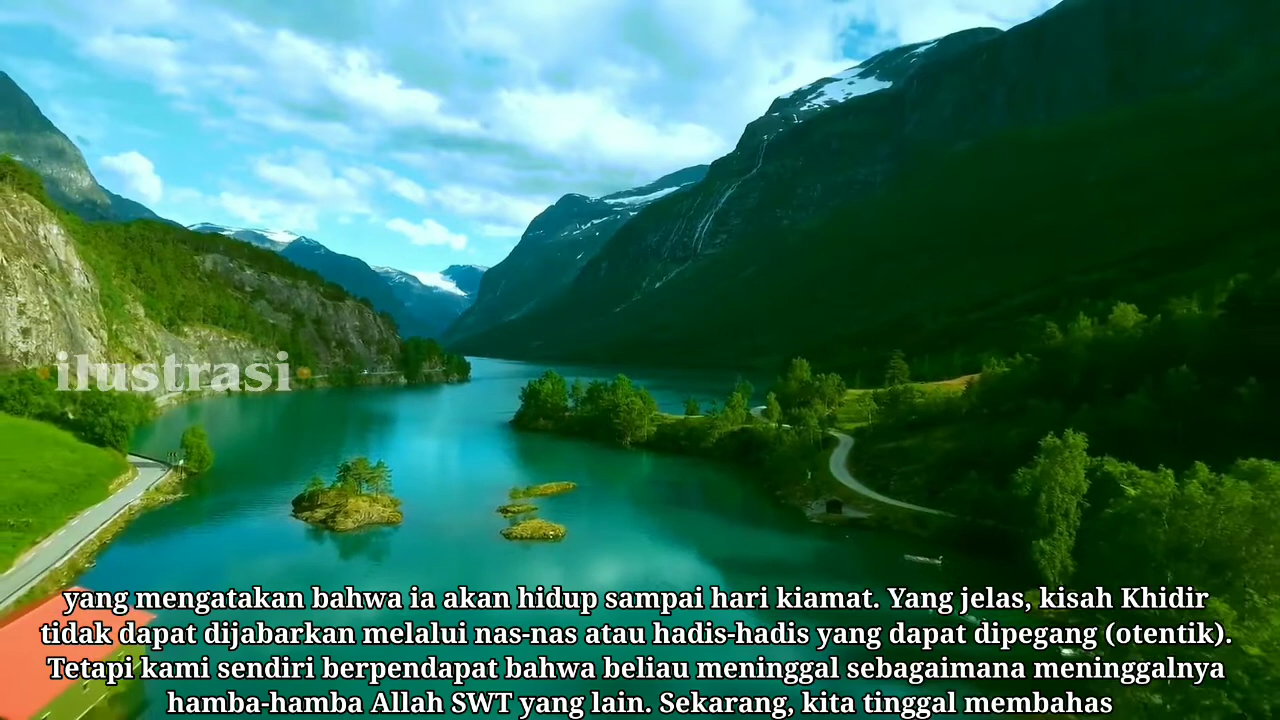 ilustrasi
yang mengatakan bahwa ia akan hidup sampai hari kiamat. Yang jelas, kisah Khidir
tidak dapat dijabarkan melalui nas-nas atau hadis-hadis yang dapat dipegang (otentik).
Tetapi kami sendiri berpendapat bahwa beliau meninggal sebagaimana meninggalnya
hamba-hamba Allah SWT yang lain. Sekarang, kita tinggal membahas